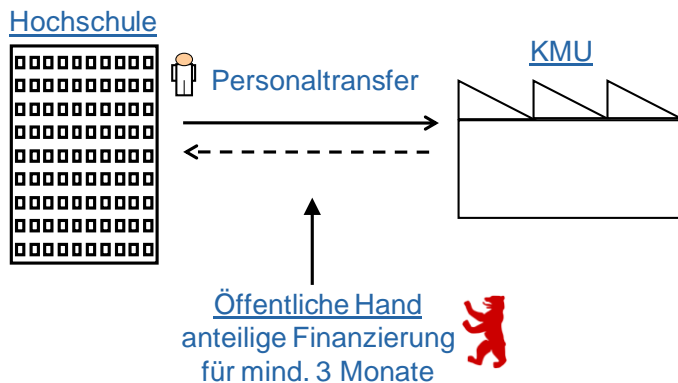 Hochschule
KMU
Personaltransfer
Öffentliche Hand
anteilige Finanzierung
für mind. 3 Monate